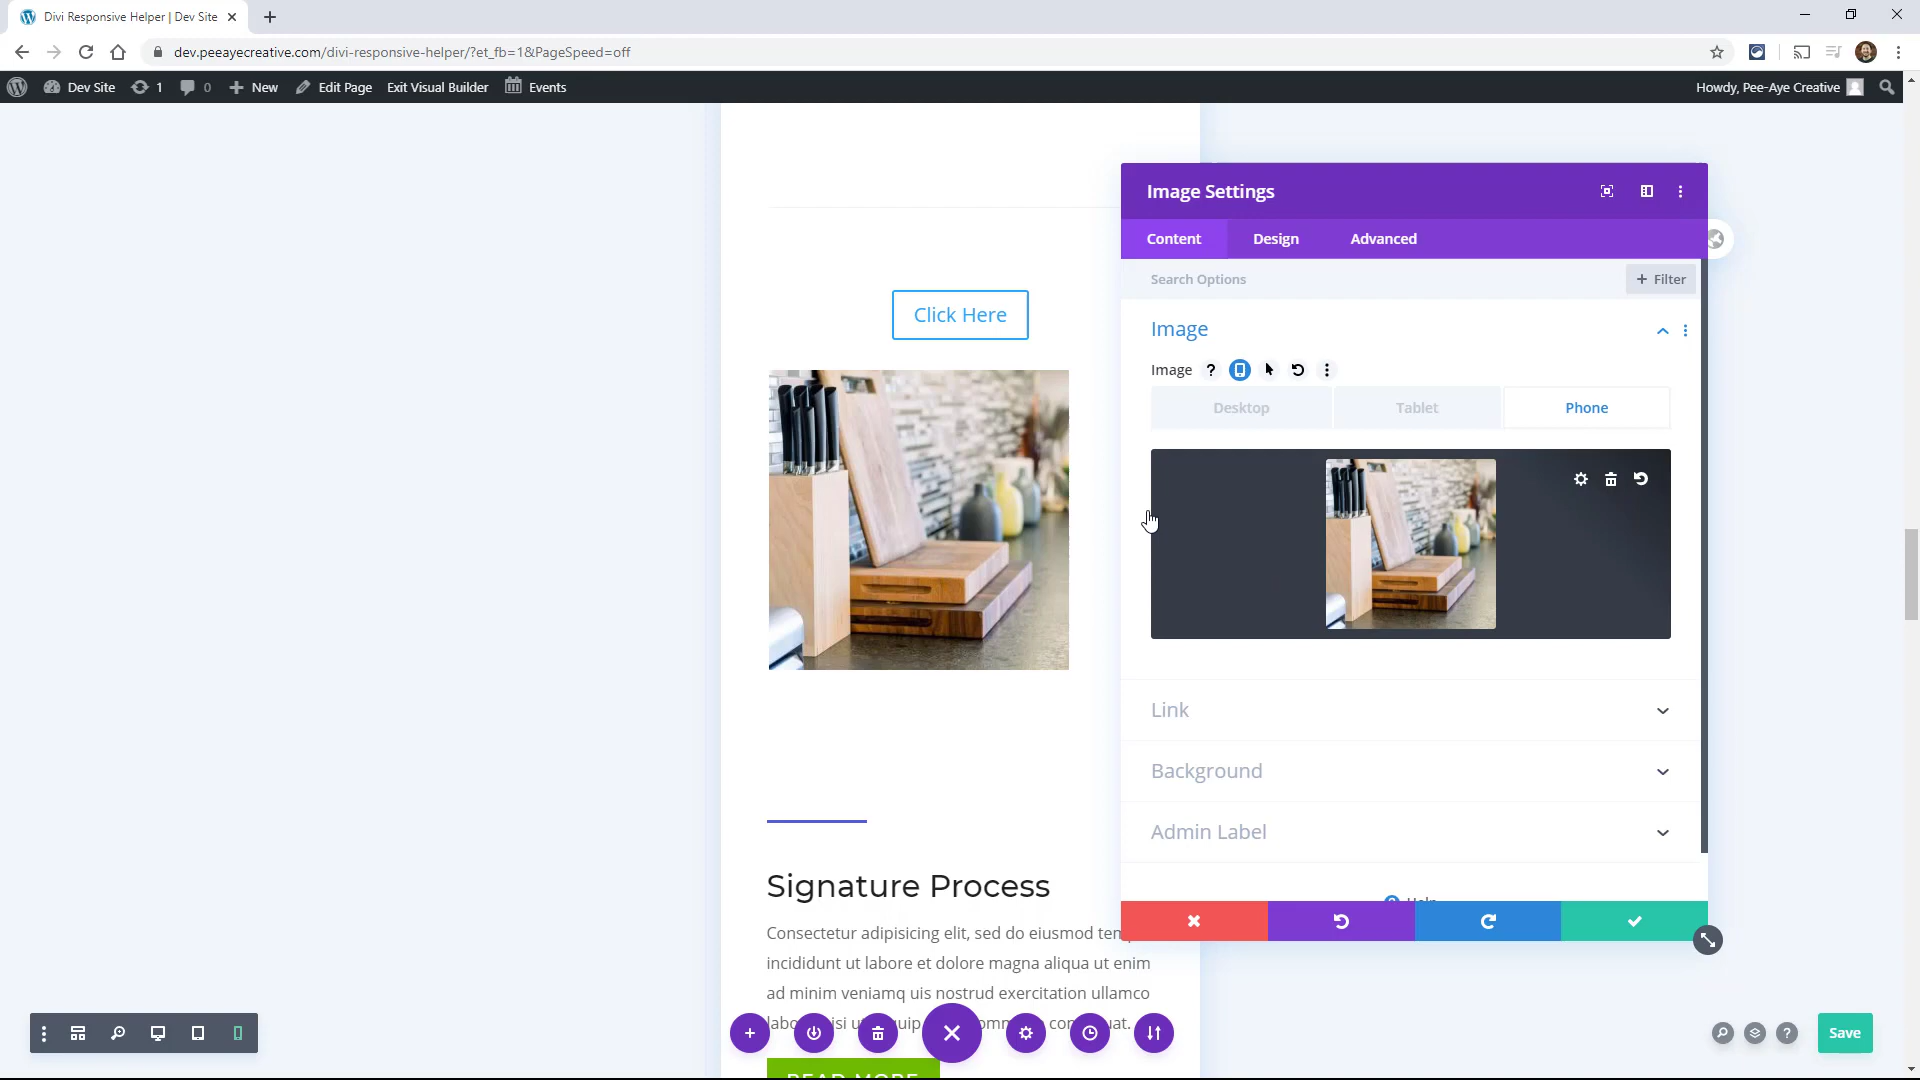 Divi Responsive Helper | Dev Site
dev.peeayecreative.com/divi-responsive-helper/?et_fb=1&PageSpeed=off
Dev Site 1 0 New Edit Page Exit Visual Builder Events Howdy, Pee-Aye Creative
Image Settings
Content Design Advanced
Search Options + Filter
Click Here
Image
Image ?
Desktop Tablet Phone
Link
Background
Admin Label
Signature Process
Consectetur adipisicing elit, sed do eiusmod
incididunt ut labore et dolore magna aliqua ut enim
ad minim veniamq uis nostrud exercitation ullamco
?
Save
READ MORE